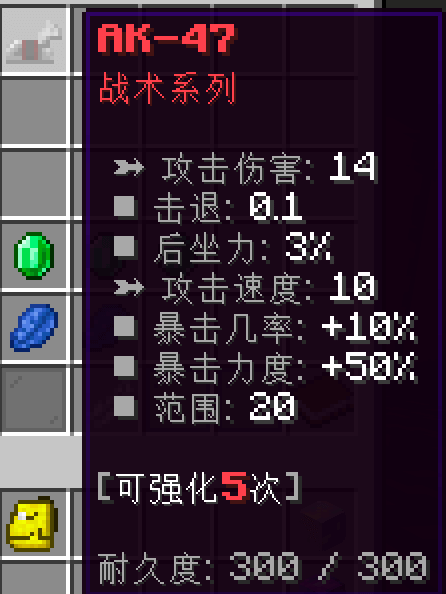 AK-47
战术系列
➳ 攻击伤害: 14
■ 击退: 0.1
■ 后坐力: 3%
➳ 攻击速度: 10
■ 暴击几率: +10%
■ 暴击力度: +50%
■ 范围: 20
[可强化5次]
耐久度: 300 / 300